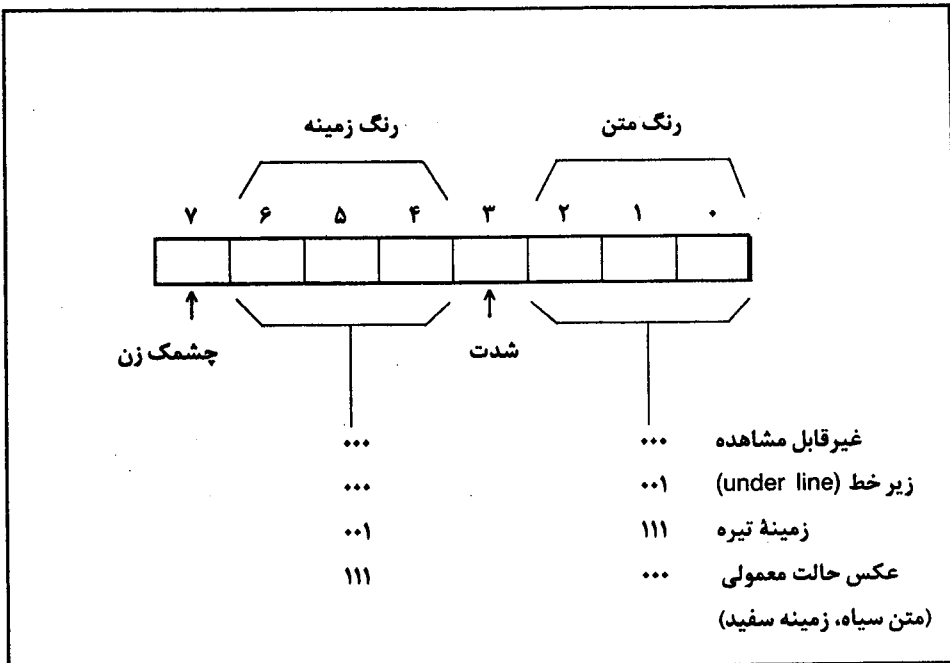 رنگ متن رنگ زمینه
۷ ۶ ۵ ۴ ۳ ۲ ۱ ۰
شدت چشمک زن
غیرقابل مشاهده ۰۰۰ ۰۰۰
زیر خط (under line) ۰۰۱ ۰۰۰
زمینهٔ تیره ۱۱۱ ۰۰۱
عکس حالت معمولی ۰۰۰ ۱۱۱
(متن سیاه، زمینه سفید)